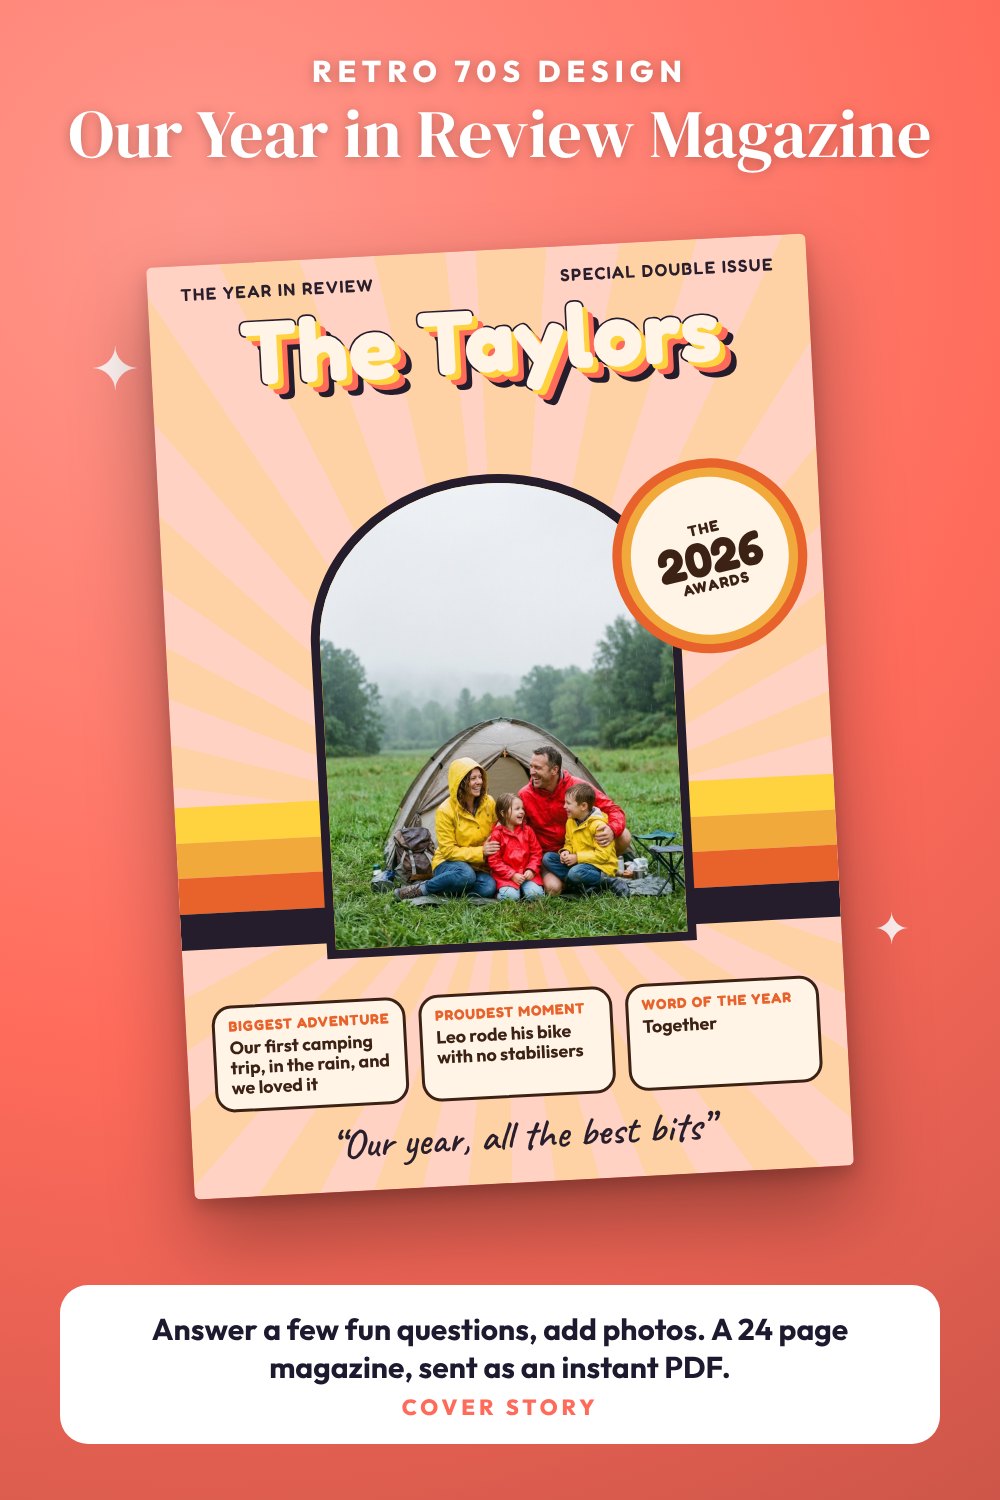 RETRO 70S DESIGN
Our Year in Review Magazine
THE YEAR IN REVIEW
SPECIAL DOUBLE ISSUE
The Taylors
THE
2026
AWARDS
BIGGEST ADVENTURE
Our first camping
trip, in the rain, and
we loved it
PROUDEST MOMENT
Leo rode his bike
with no stabilisers
WORD OF THE YEAR
Together
“Our year, all the best bits”
Answer a few fun questions, add photos. A 24 page
magazine, sent as an instant PDF.
COVER STORY